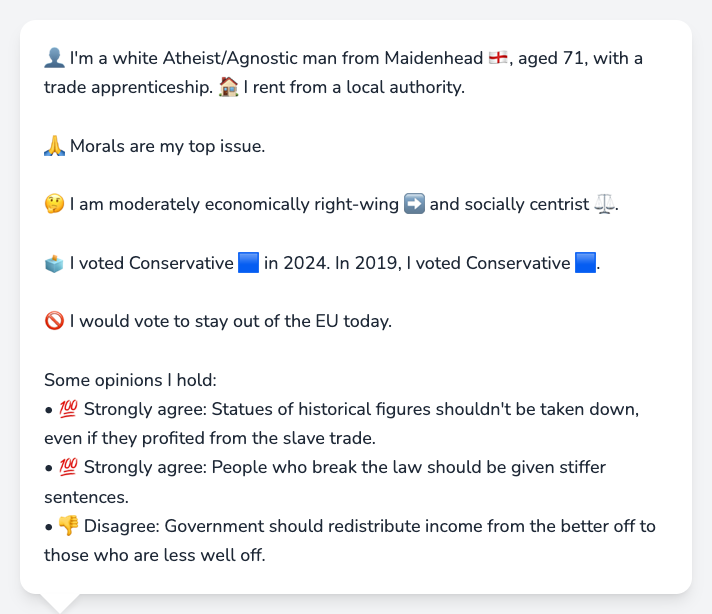 👤 I'm a white Atheist/Agnostic man from Maidenhead 🏴󠁧󠁢󠁥󠁮󠁧󠁿, aged 71, with a
trade apprenticeship. 🏠 I rent from a local authority.
🙏 Morals are my top issue.
🤔 I am moderately economically right-wing ➡️ and socially centrist ⚖️.
🗳️ I voted Conservative 🟦 in 2024. In 2019, I voted Conservative 🟦.
🚫 I would vote to stay out of the EU today.
Some opinions I hold:
• 💯 Strongly agree: Statues of historical figures shouldn't be taken down,
even if they profited from the slave trade.
• 💯 Strongly agree: People who break the law should be given stiffer
sentences.
• 👎 Disagree: Government should redistribute income from the better off to
those who are less well off.